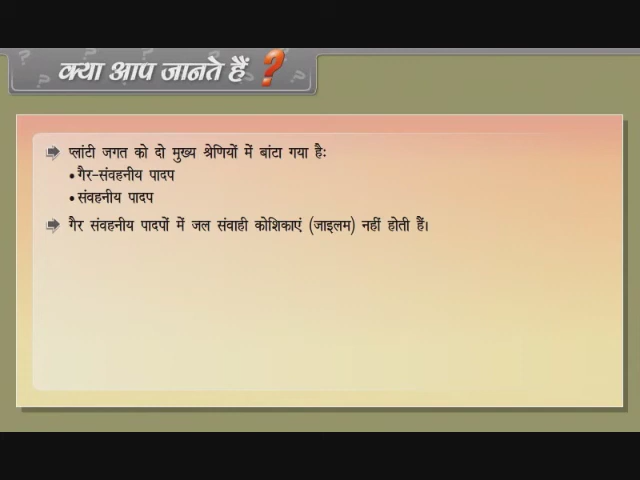 क्या आप जानते हैं ?
प्लांटी जगत को दो मुख्य श्रेणियों में बांटा गया है:
• गैर-संवहनीय पादप
• संवहनीय पादप
गैर संवहनीय पादपों में जल संवाही कोशिकाएं (जाइलम) नहीं होती हैं।